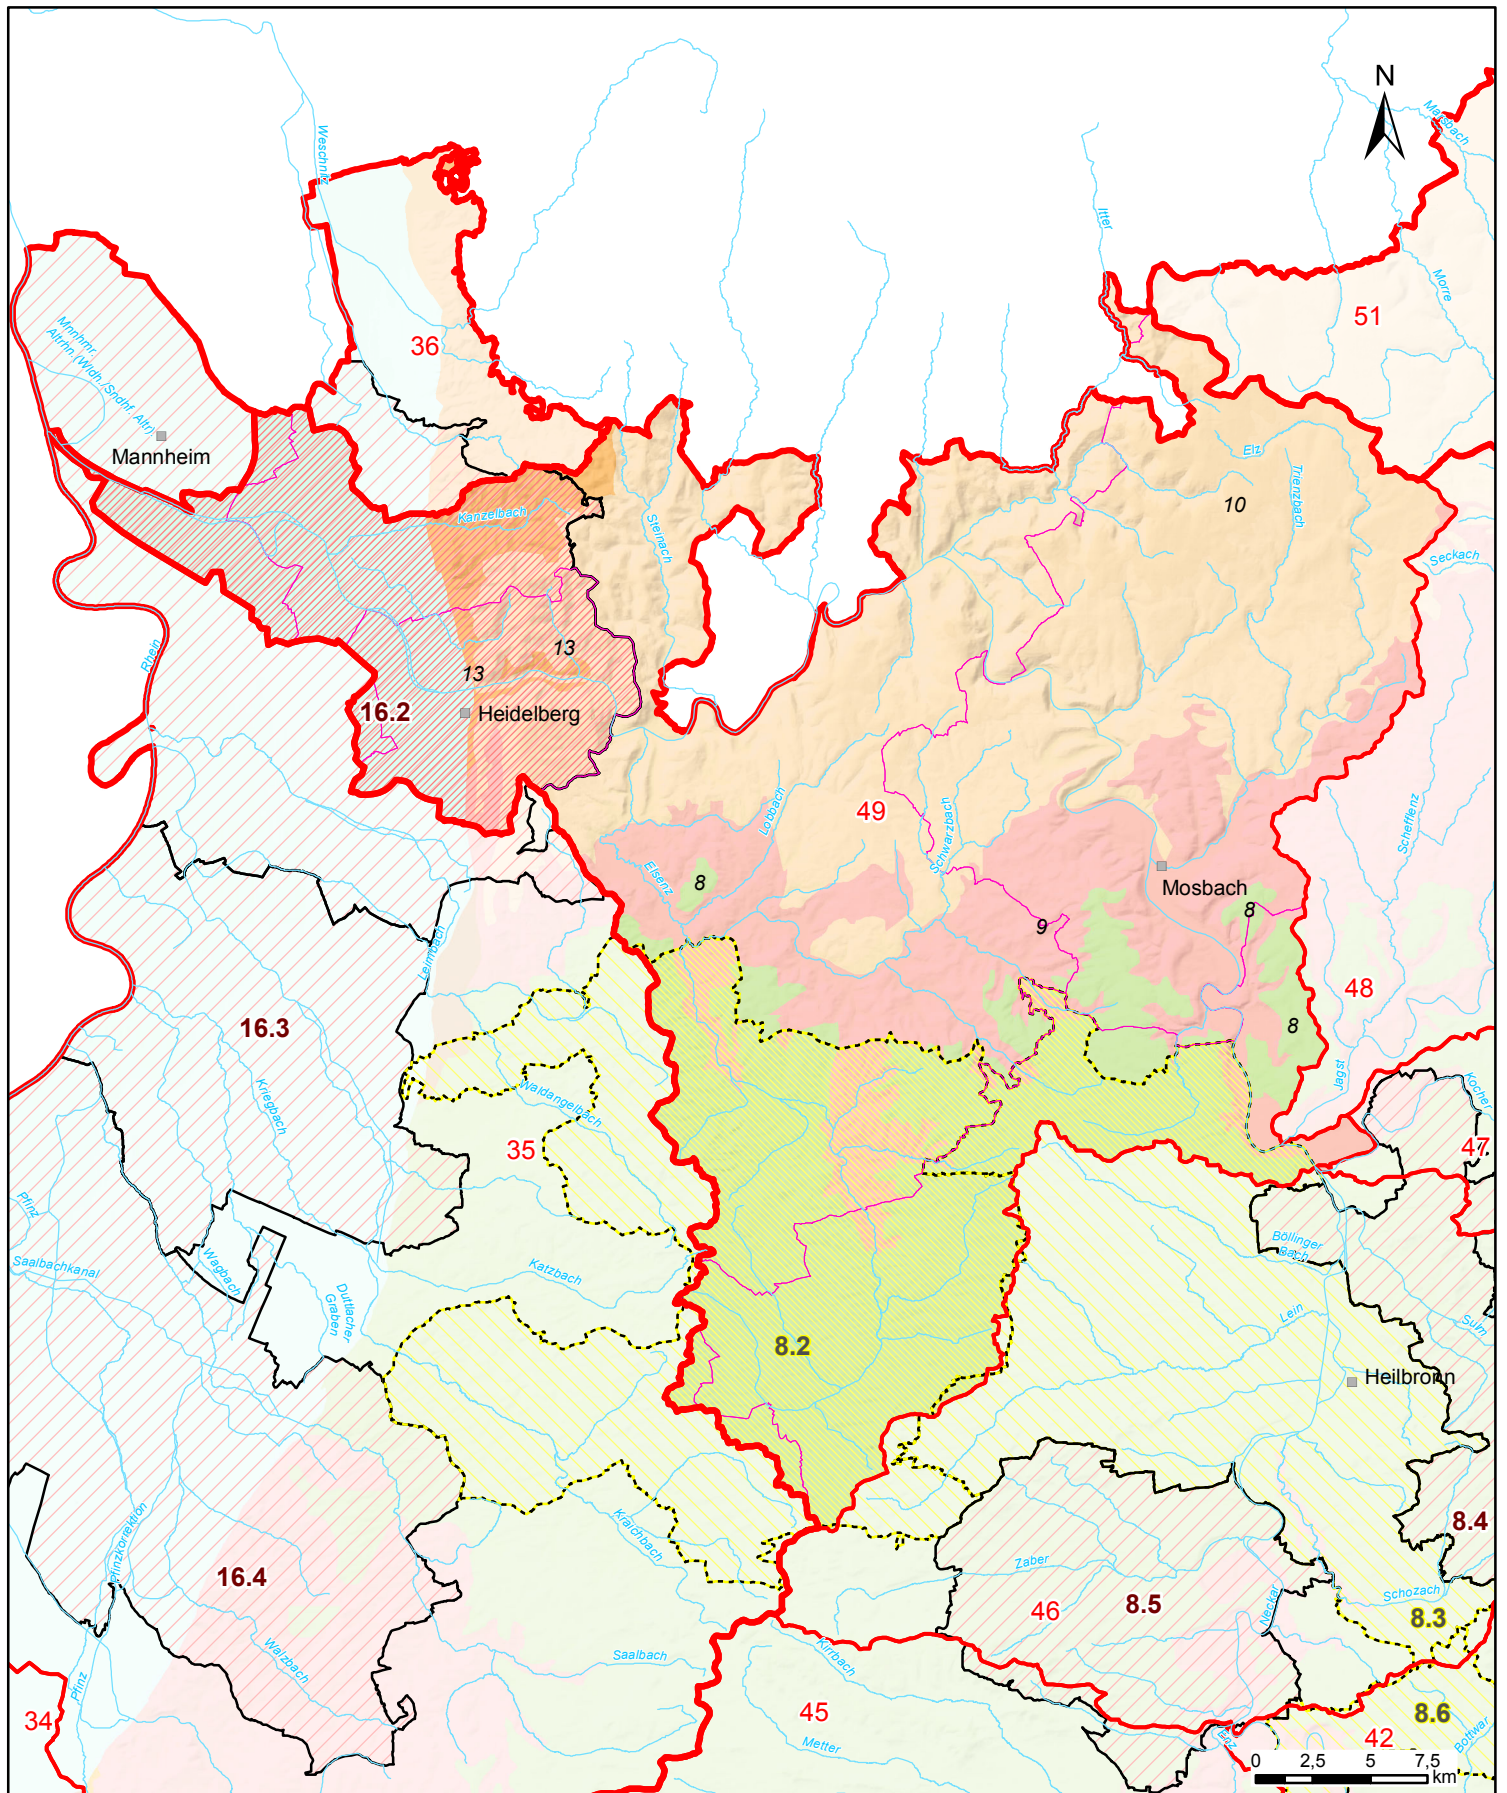 N
Marsbach
Weschnitz
Itter
Morre
51
Mnnhmr.
Altrhn.(Wldh./Sndhf. Altr)
36
Mannheim
Elz
Trienzbach
10
Kanzelbach
Steinach
Seckach
Rhein
13
13
16.2
Heidelberg
Lobbach
49
Schwarzbach
Schefflenz
Elsenz
8
Mosbach
8
9
Leimbach
48
16.3
8
Jagst
Kriegbach
Waldangelbach
Kocher
35
47
Pfinz
Saalbachkanal
Wagbach
Katzbach
Böllinger
Bach
Duttlacher
Graben
Lein
Sulm
8.2
Heilbronn
Pfinzkorrektion
Kraichbach
8.4
16.4
Zaber
Schozach
46
8.5
Neckar
8.3
Walzbach
Saalbach
Kirrbach
Pfinz
34
45
8.6
Metter
Enz
42
Bottwar
0 2,5 5 7,5
km